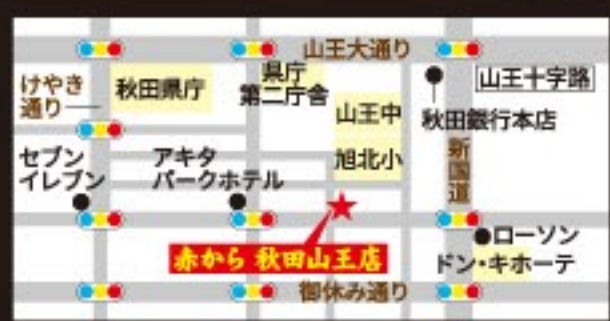 山王大通り
けやき
通り
秋田県庁
県庁
第二庁舎
山王中
山王十字路
秋田銀行本店
セブン
イレブン
アキタ
パークホテル
旭北小
新国道
赤から 秋田山王店
ローソン
ドン・キホーテ
御休み通り